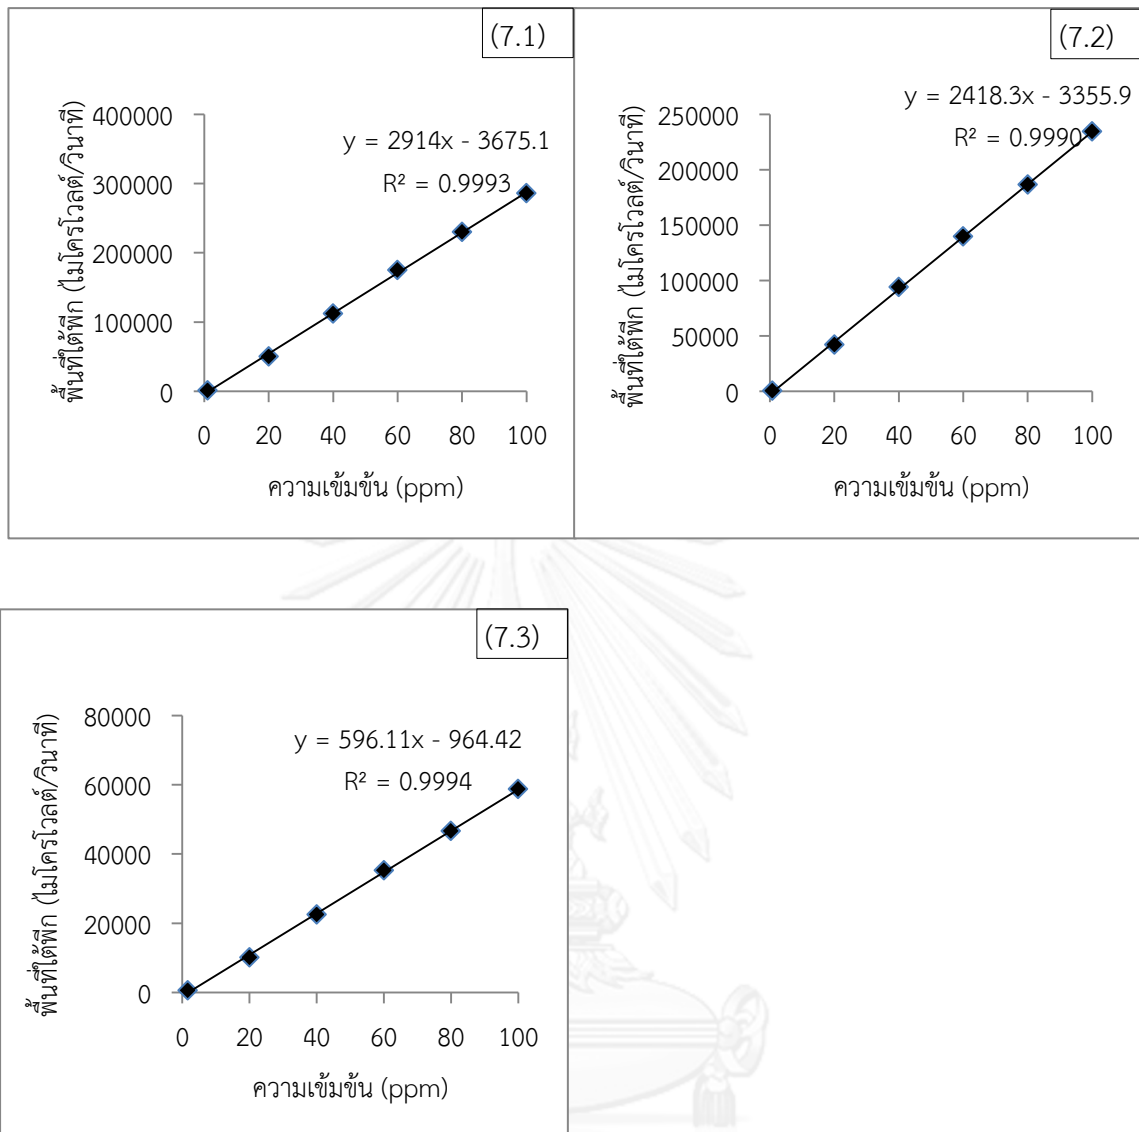 (7.1)
พื้นที่ใต้พีก (ไมโครโวลต์/วินาที)
400000
300000
200000
100000
0
y = 2914x - 3675.1
R² = 0.9993
0 20 40 60 80 100
ความเข้มข้น (ppm)
(7.2)
พื้นที่ใต้พีก (ไมโครโวลต์/วินาที)
250000
200000
150000
100000
50000
0
y = 2418.3x - 3355.9
R² = 0.9990
0 20 40 60 80 100
ความเข้มข้น (ppm)
(7.3)
พื้นที่ใต้พีก (ไมโครโวลต์/วินาที)
80000
60000
40000
20000
0
y = 596.11x - 964.42
R² = 0.9994
0 20 40 60 80 100
ความเข้มข้น (ppm)